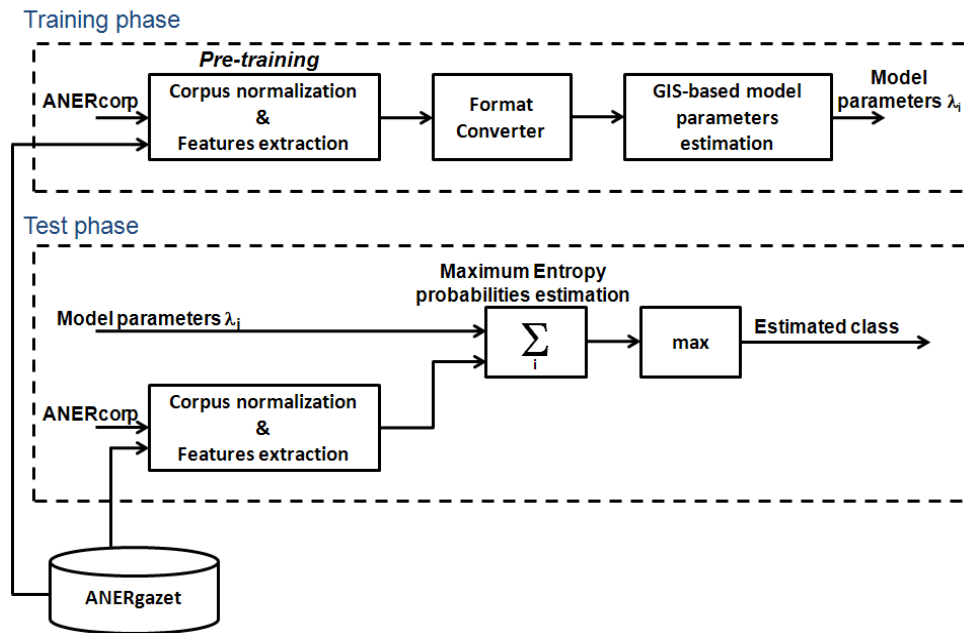 Training phase
Pre-training
ANERcorp
Corpus normalization
&
Features extraction
Format
Converter
GIS-based model
parameters
estimation
Model
parameters λi
Test phase
Maximum Entropy
probabilities estimation
Model parameters λi
∑
i
max
Estimated class
ANERcorp
Corpus normalization
&
Features extraction
ANERgazet